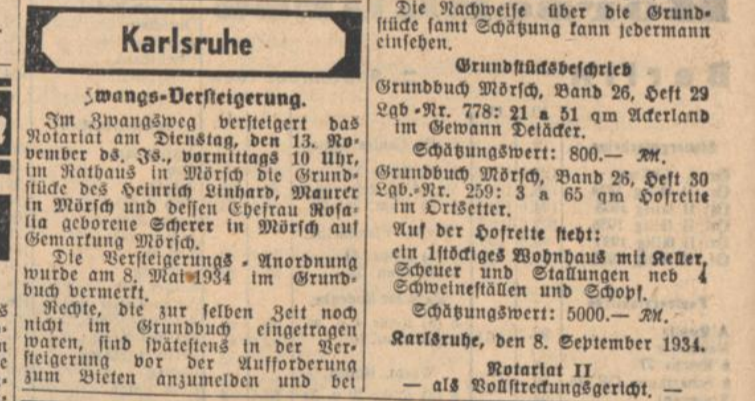 Karlsruhe
Zwangs-Versteigerung.
Im Zwangsweg versteigert das
Notariat am Dienstag, den 13. No-
vember ds. Js., vormittags 10 Uhr,
im Rathaus in Mörsch die Grund-
stücke des Heinrich Linhard, Maurer
in Mörsch und dessen Ehefrau Rosa-
lia geborene Scherer in Mörsch auf
Gemarkung Mörsch.
Die Versteigerungs-Anordnung
wurde am 8. Mai 1934 im Grund-
buch vermerkt.
Rechte, die zur selben Zeit noch
nicht im Grundbuch eingetragen
waren, sind spätestens in der Ver-
steigerung vor der Aufforderung
zum Bieten anzumelden und bei
Die Nachweise über die Grund-
stücke samt Schätzung kann jedermann
einsehen.
Grundstücksbeschrieb
Grundbuch Mörsch, Band 26, Heft 29
Lgb.-Nr. 778: 21 a 51 qm Ackerland
im Gewann Deläcker.
Schätzungswert: 800.— RM.
Grundbuch Mörsch, Band 26, Heft 30
Lgb.-Nr. 259: 3 a 65 qm Hofreite
im Ortsetter.
Auf der Hofreite steht:
ein 1stöckiges Wohnhaus mit Keller,
Scheuer und Stallungen neb 4
Schweineställen und Schopf.
Schätzungswert: 5000.— RM.
Karlsruhe, den 8. September 1934.
Notariat II
— als Vollstreckungsgericht. —